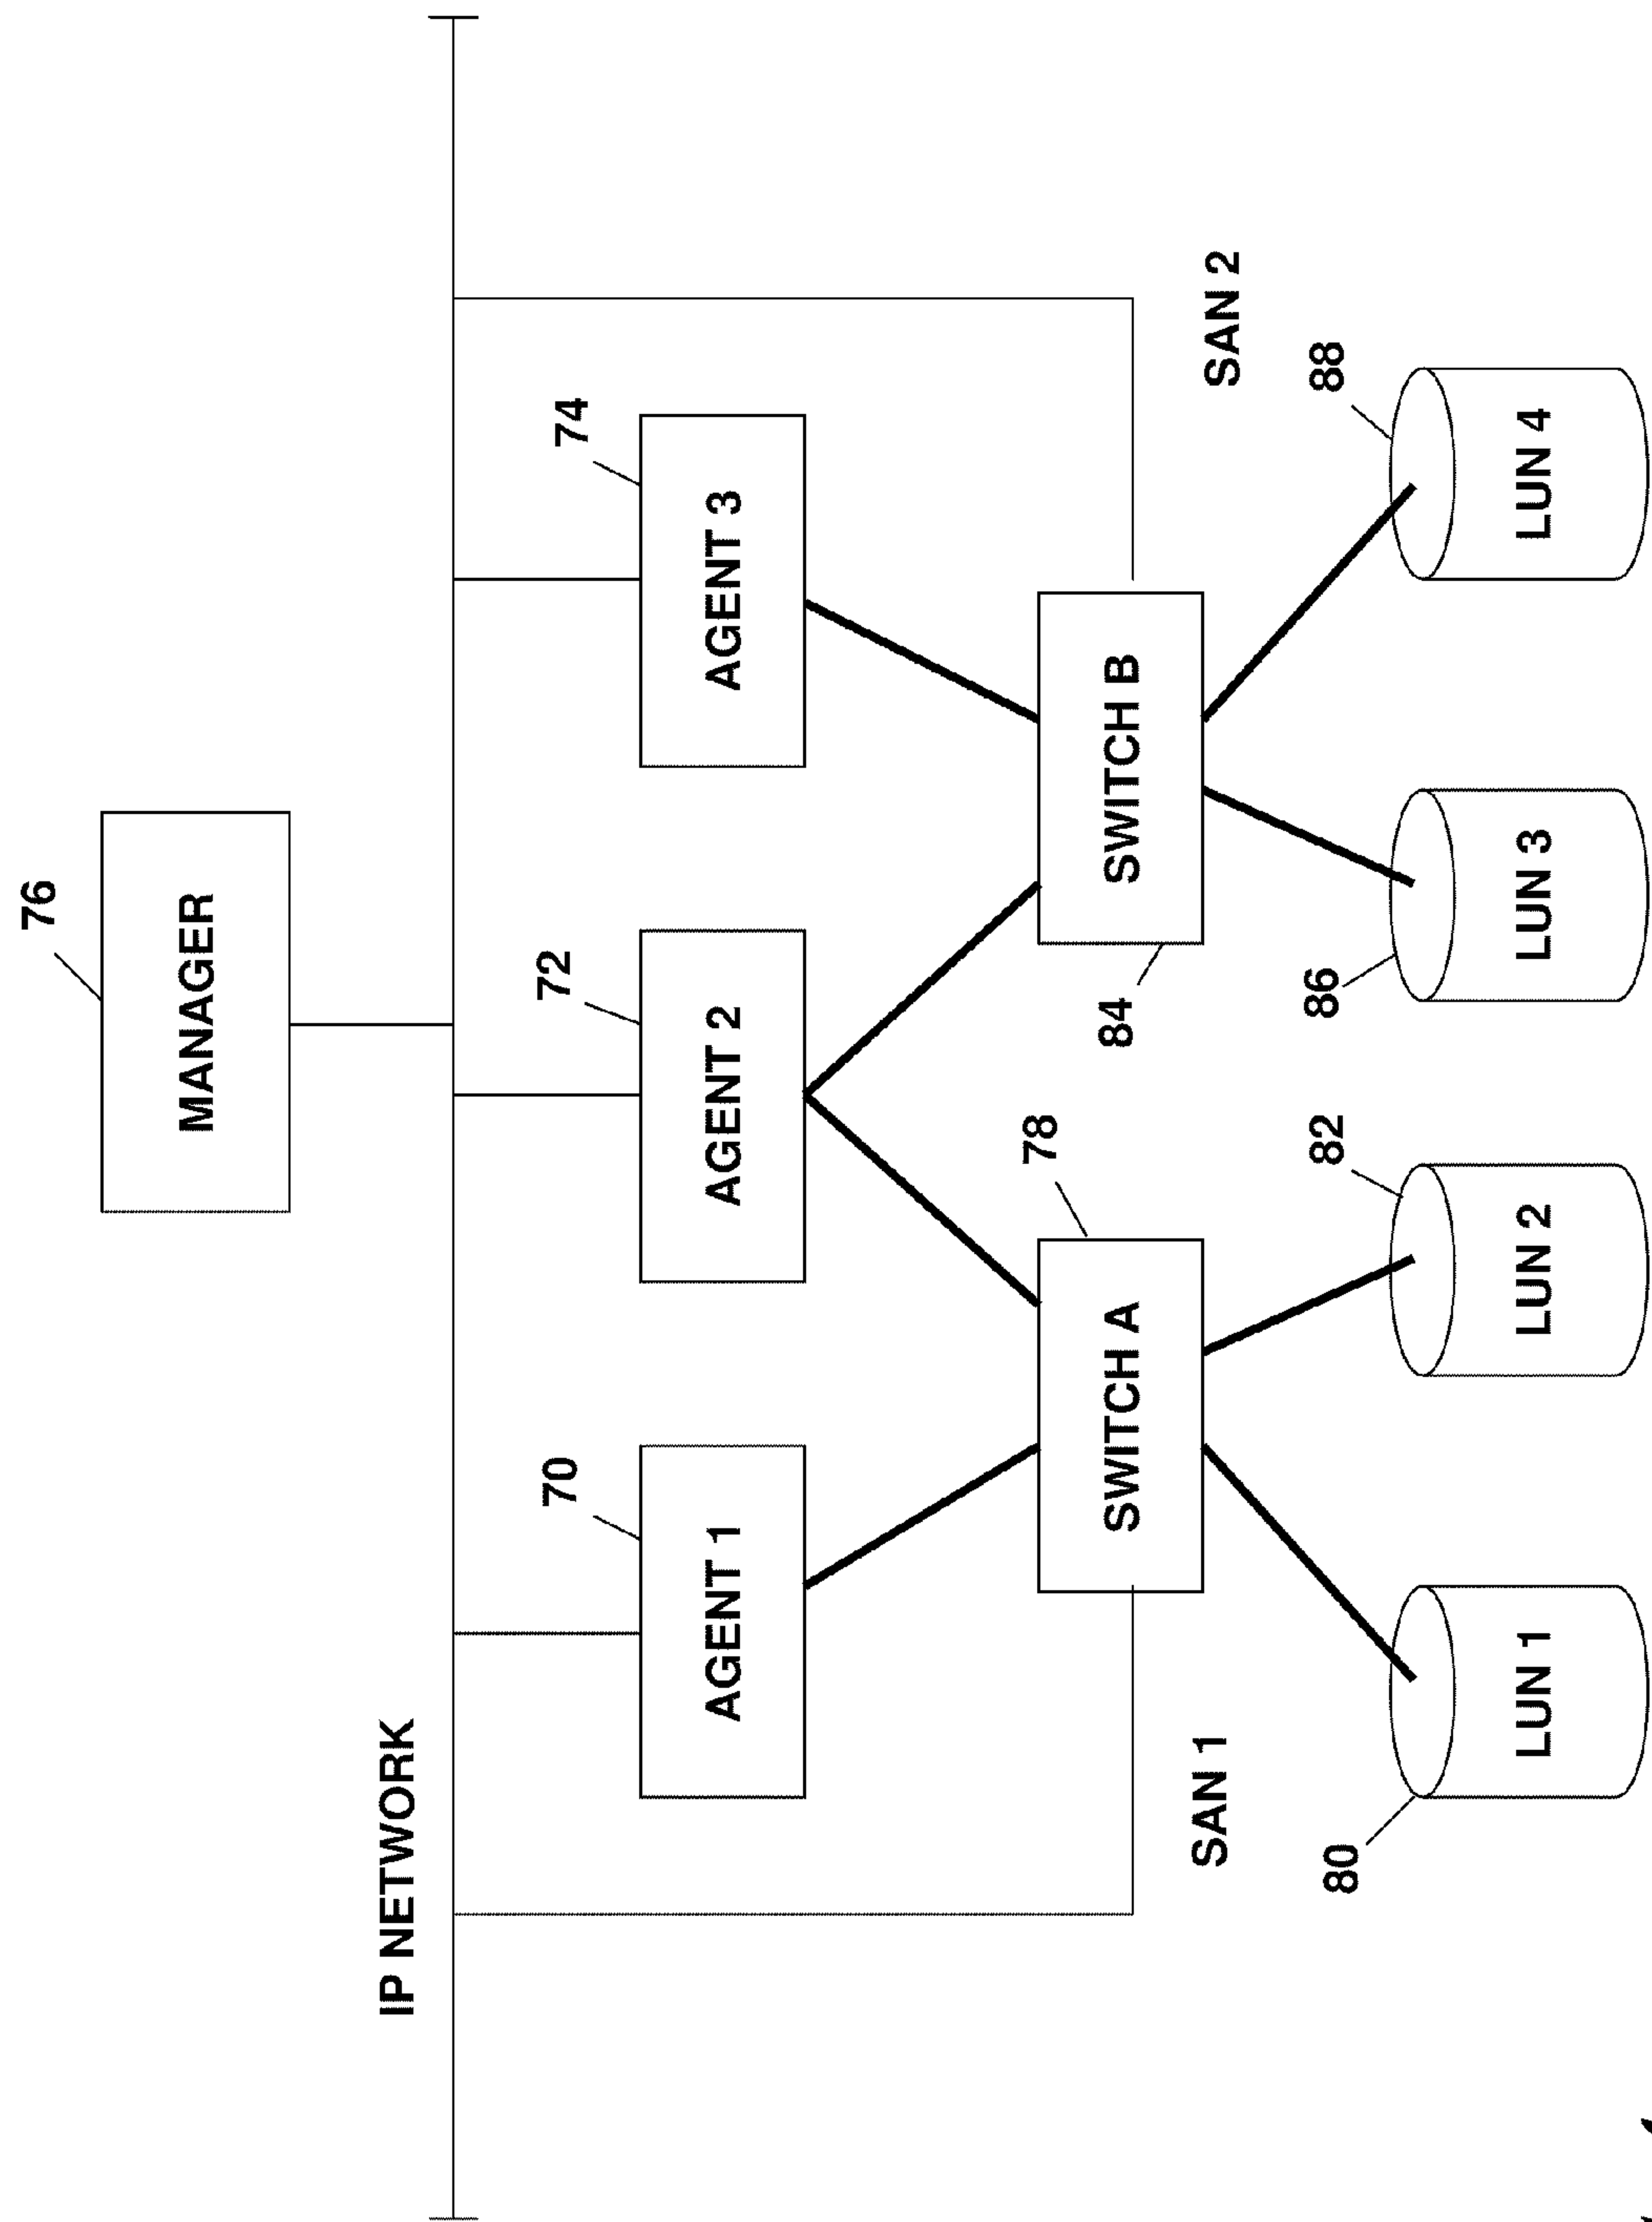 76
MANAGER
IP NETWORK
70
72
74
AGENT 1
AGENT 2
AGENT 3
78
84
SWITCH A
SWITCH B
SAN 1
SAN 2
80
82
86
88
LUN 1
LUN 2
LUN 3
LUN 4